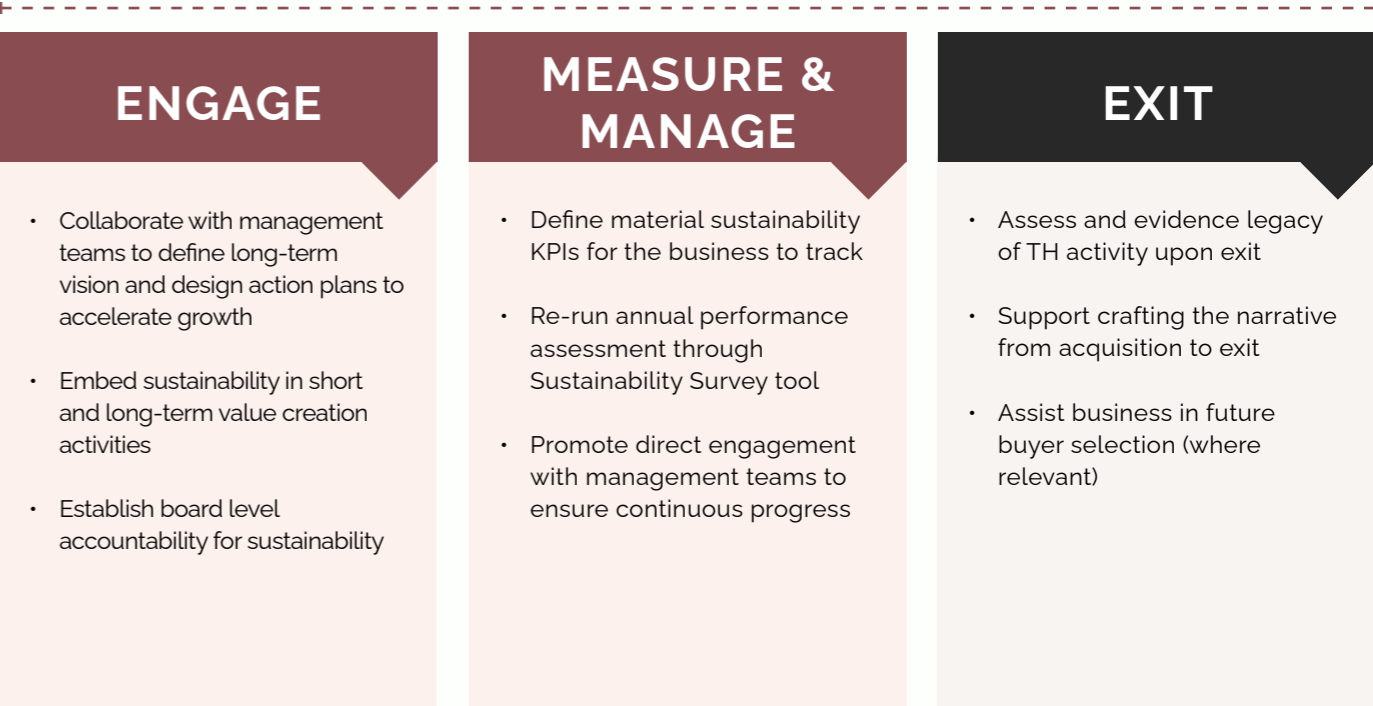 ENGAGE
• Collaborate with management
teams to define long-term
vision and design action plans to
accelerate growth
• Embed sustainability in short
and long-term value creation
activities
• Establish board level
accountability for sustainability
MEASURE &
MANAGE
• Define material sustainability
KPIs for the business to track
• Re-run annual performance
assessment through
Sustainability Survey tool
• Promote direct engagement
with management teams to
ensure continuous progress
EXIT
• Assess and evidence legacy
of TH activity upon exit
• Support crafting the narrative
from acquisition to exit
• Assist business in future
buyer selection (where
relevant)